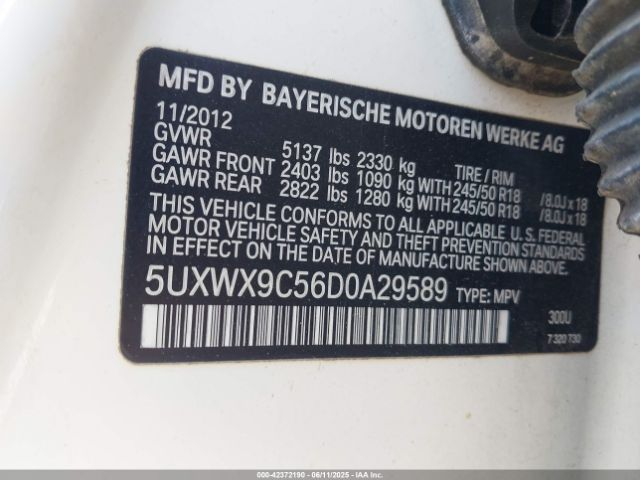 MFD BY BAYERISCHE MOTOREN WERKE AG
11/2012
GVWR 5137 lbs 2330 kg TIRE / RIM
GAWR FRONT 2403 lbs 1090 kg WITH 245/50 R18 /8.0J x 18
GAWR REAR 2822 lbs 1280 kg WITH 245/50 R18 /8.0J x 18
THIS VEHICLE CONFORMS TO ALL APPLICABLE U.S. FEDERAL
MOTOR VEHICLE SAFETY AND THEFT PREVENTION STANDARDS
IN EFFECT ON THE DATE OF MANUFACTURE SHOWN ABOVE.
5UXWX9C56D0A29589 TYPE: MPV
300U
7 320 730
000-42372190 - 06/11/2025 - IAA Inc.